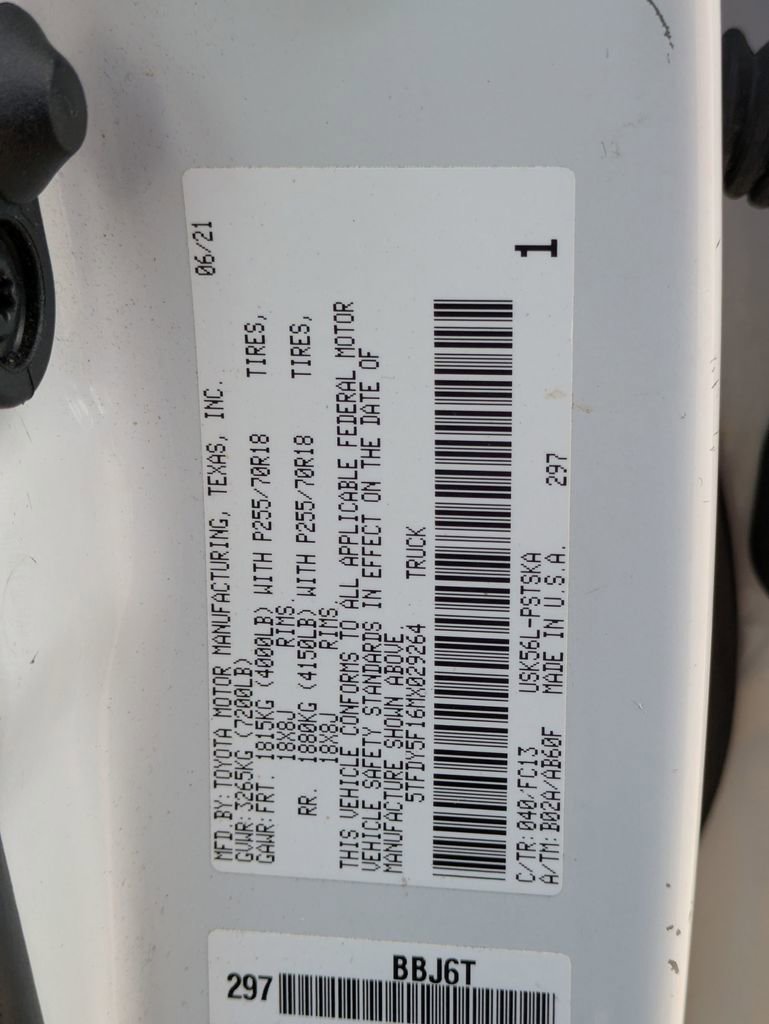 MFD.BY:TOYOTA MOTOR MANUFACTURING, TEXAS, INC. 06/21
GVWR:3265KG (7200LB)
GAWR:FRT. 1815KG (4000LB) WITH P255/70R18 TIRES,
18X8J RIMS.
RR. 1880KG (4150LB) WITH P255/70R18 TIRES,
18X8J RIMS.
THIS VEHICLE CONFORMS TO ALL APPLICABLE FEDERAL MOTOR
VEHICLE SAFETY STANDARDS IN EFFECT ON THE DATE OF
MANUFACTURE SHOWN ABOVE.
5TFDY5F16MX029264 TRUCK
C/TR:040/FC13 USK56L-PSTSKA 1
A/TM:B02A/AB60F MADE IN U.S.A. 297
BBJ6T
297